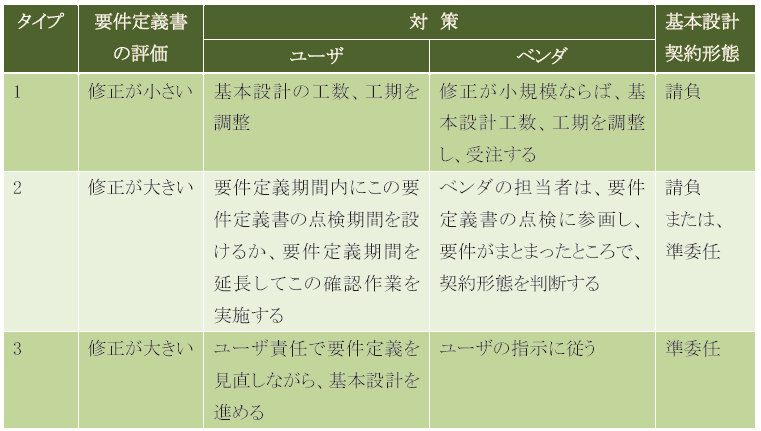 タイプ
要件定義書
の評価
対 策
ユーザ
ベンダ
基本設計
契約形態
1
修正が小さい
基本設計の工数、工期を
調整
修正が小規模ならば、基
本設計工数、工期を調整
し、受注する
請負
2
修正が大きい
要件定義期間内にこの要
件定義書の点検期間を設
けるか、要件定義期間を
延長してこの確認作業を
実施する
ベンダの担当者は、要件
定義書の点検に参画し、
要件がまとまったところで、
契約形態を判断する
請負
または、
準委任
3
修正が大きい
ユーザ責任で要件定義を
見直しながら、基本設計を
進める
ユーザの指示に従う
準委任